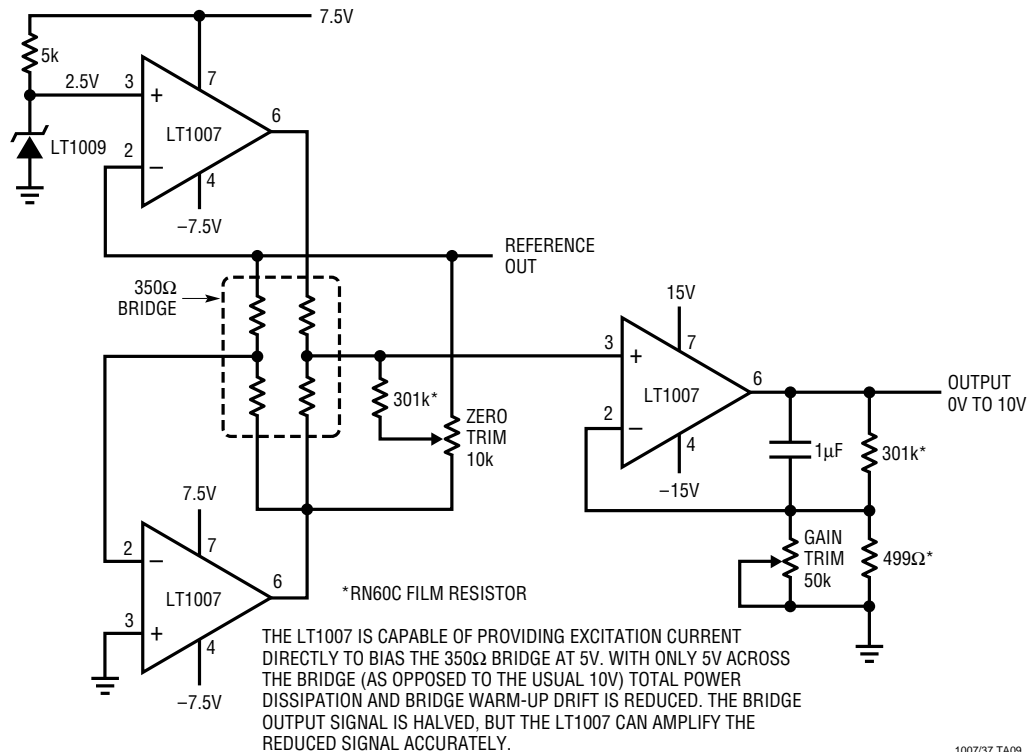 7.5V
5k
2.5V
3
7
+
6
LT1007
LT1009
2
−
4
−7.5V
REFERENCE
OUT
350Ω
BRIDGE
15V
3
7
+
6
OUTPUT
0V TO 10V
LT1007
301k*
ZERO
TRIM
10k
2
−
4
−15V
1µF
301k*
7.5V
GAIN
TRIM
50k
499Ω*
2
7
−
6
LT1007
*RN60C FILM RESISTOR
3
+
4
−7.5V
THE LT1007 IS CAPABLE OF PROVIDING EXCITATION CURRENT
DIRECTLY TO BIAS THE 350Ω BRIDGE AT 5V. WITH ONLY 5V ACROSS
THE BRIDGE (AS OPPOSED TO THE USUAL 10V) TOTAL POWER
DISSIPATION AND BRIDGE WARM-UP DRIFT IS REDUCED. THE BRIDGE
OUTPUT SIGNAL IS HALVED, BUT THE LT1007 CAN AMPLIFY THE
REDUCED SIGNAL ACCURATELY.
1007/37 TA09